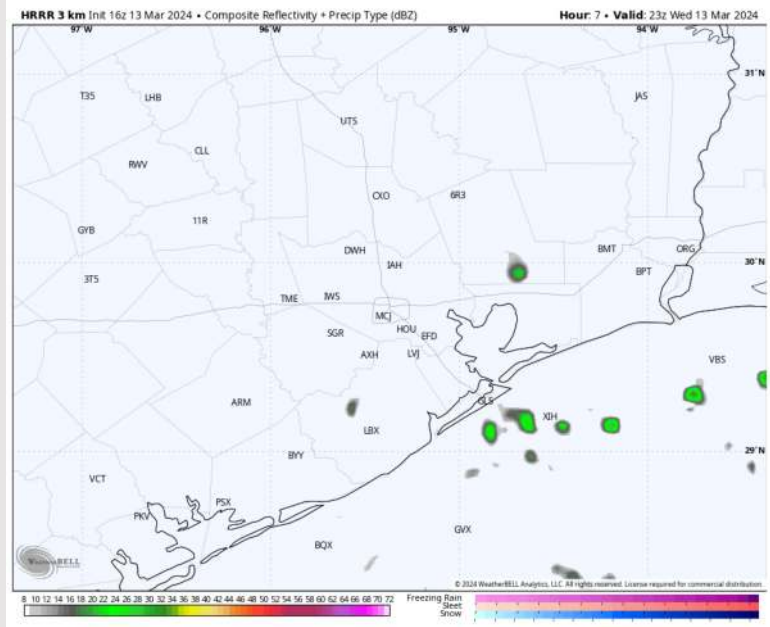 HRRR 3 km Init 16z 13 Mar 2024 • Composite Reflectivity + Precip Type (dBZ) Hour: 7 • Valid: 23z Wed 13 Mar 2024
97°W 96°W 95°W 94°W
31°N
T35 LHB JAS
UTS
CLL
RWV
CXO 6R3
11R
GYB
DWH BMT ORG
30°N
IAH
3T5 BPT
TME IWS
MCJ
SGR HOU EFD
AXH LVJ
VBS
ARM GLS
XIH
LBX
BYY 29°N
VCT
PSX
PKV
GVX
BQX
WEATHERBELL
© 2024 WeatherBELL Analytics, LLC. All rights reserved. License required for commercial distribution.
8 10 12 14 16 18 20 22 24 26 28 30 32 34 36 38 40 42 44 46 48 50 52 54 56 58 60 62 64 66 68 70 72
Freezing Rain
Sleet
Snow